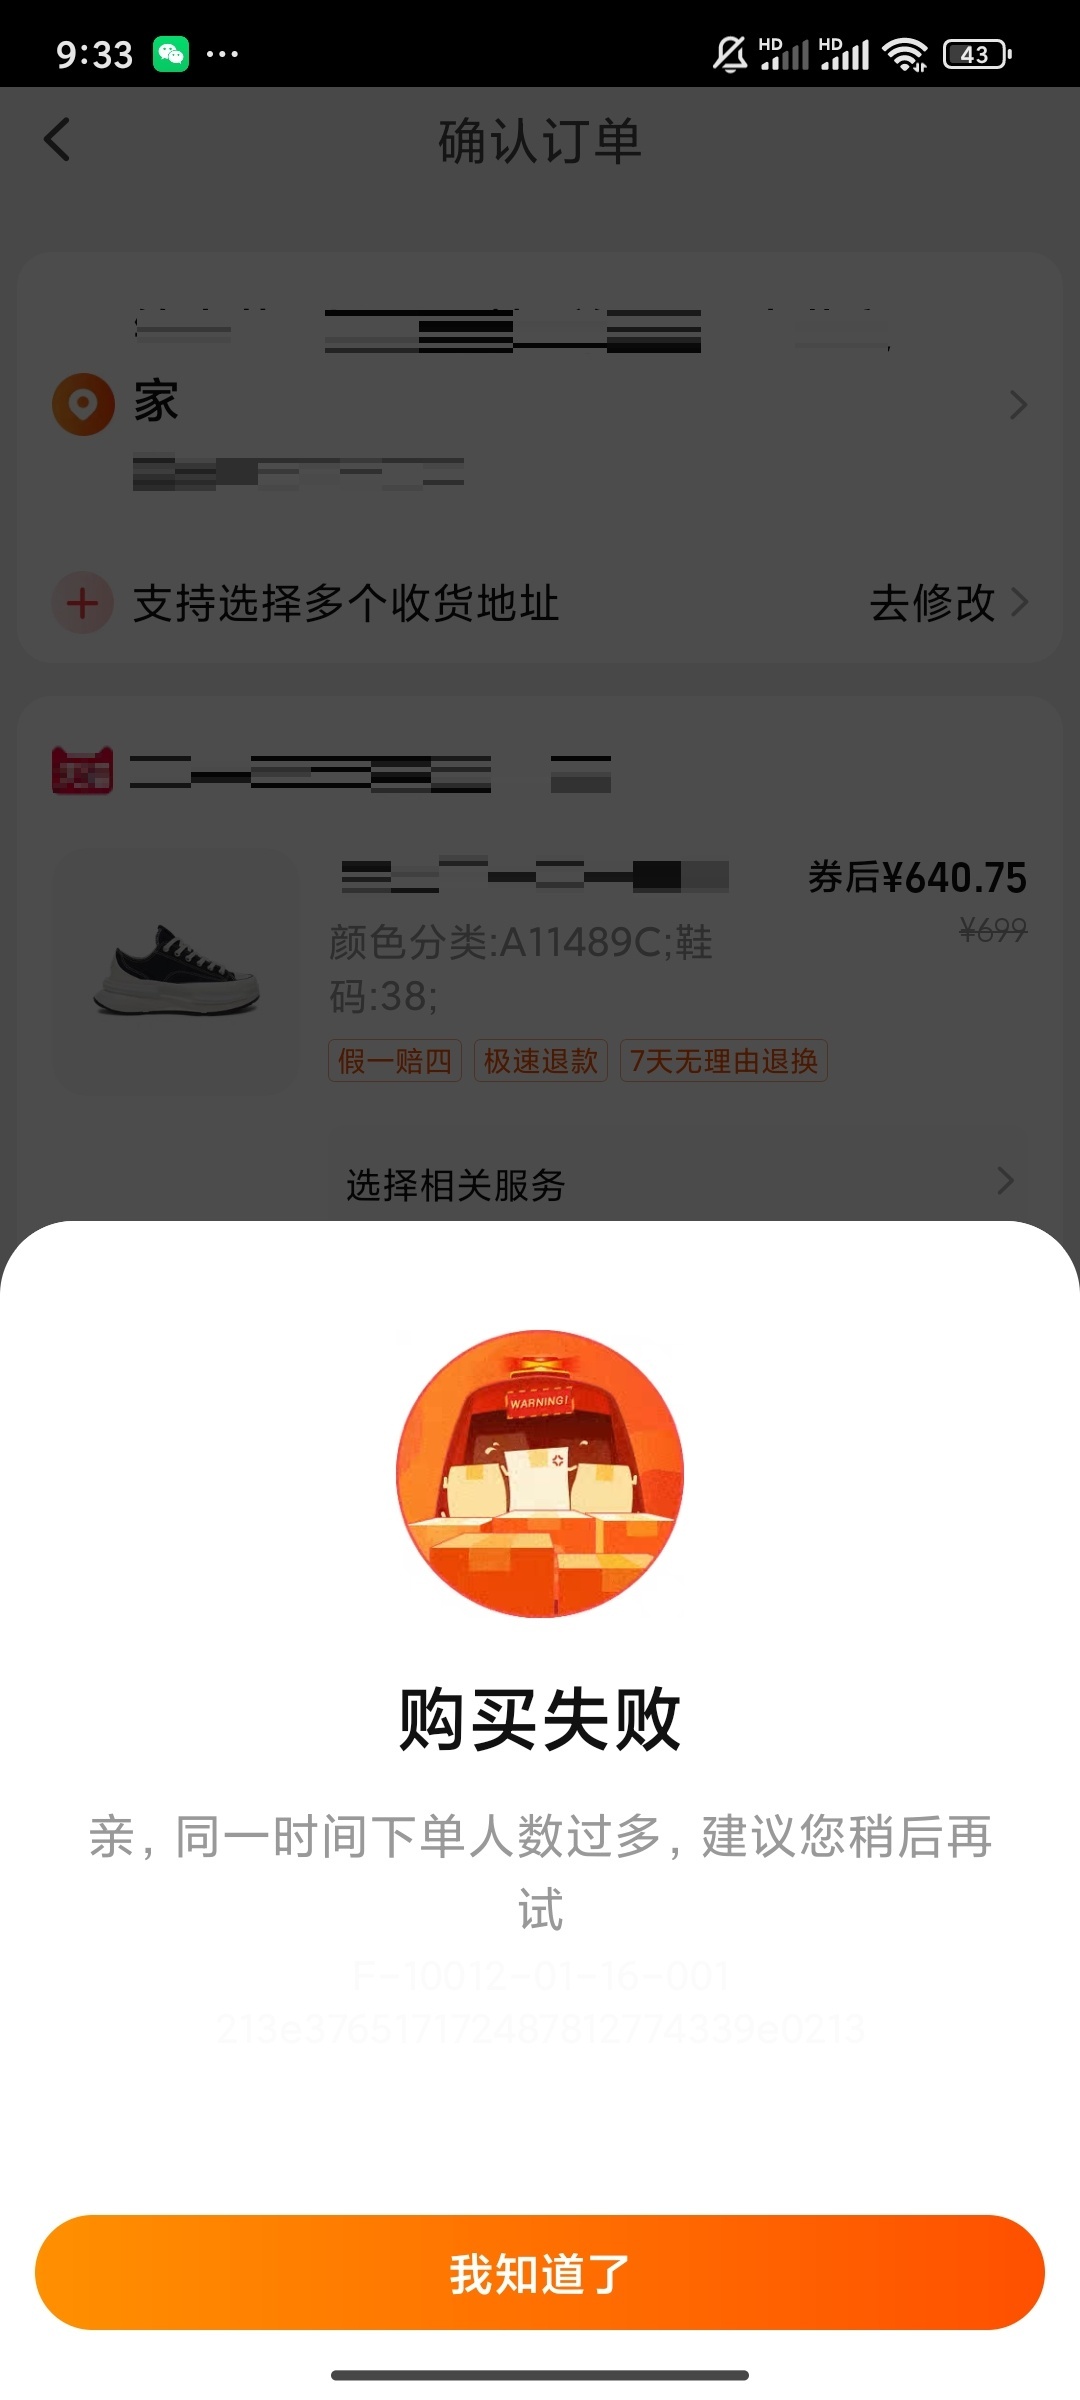 9:33
HD HD 43
确认订单
家
支持选择多个收货地址 去修改
券后¥640.75
¥699
颜色分类:A11489C;鞋
码:38;
假一赔四 极速退款 7天无理由退换
选择相关服务
WARNING!
购买失败
亲，同一时间下单人数过多，建议您稍后再
试
F-10012-01-16-001
213e376517172487812774339e0213
我知道了